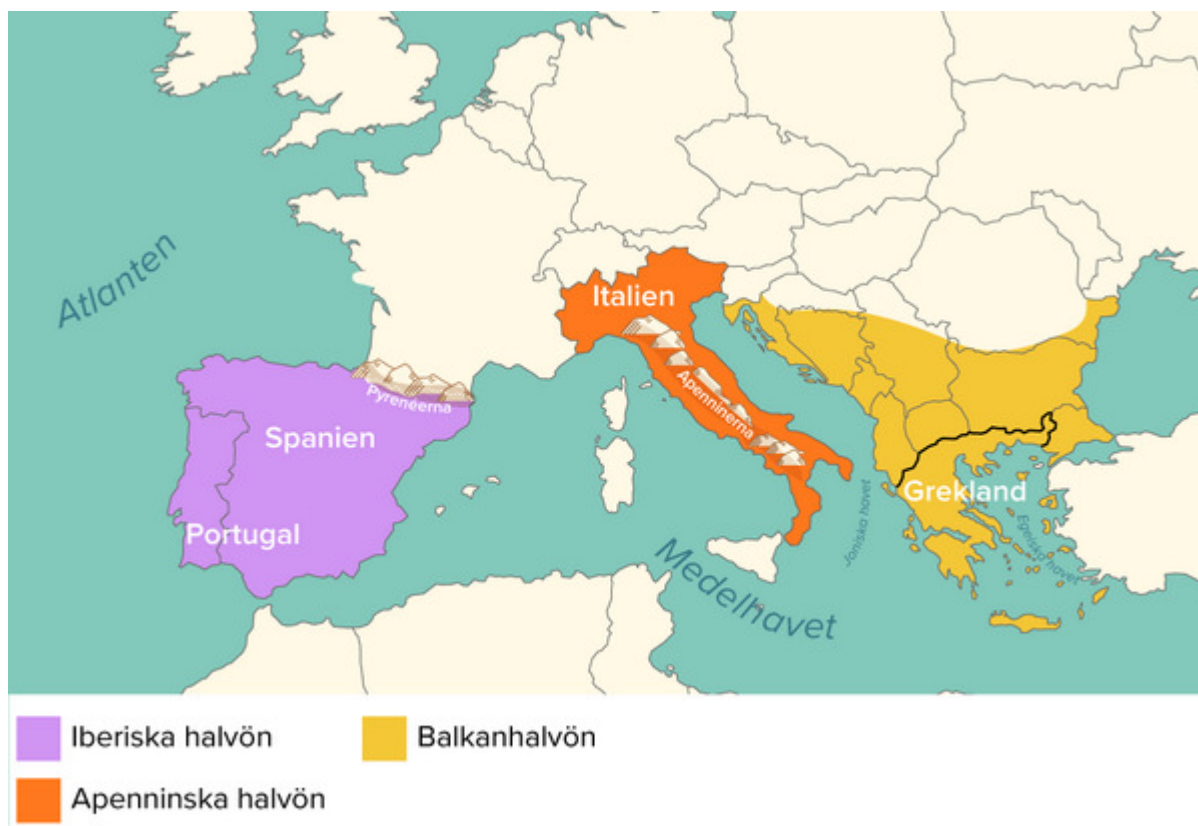 Atlanten
Italien
Pyrenéerna
Apenninerna
Spanien
Portugal
Grekland
Joniska havet
Egeiska havet
Medelhavet
Iberiska halvön
Balkanhalvön
Apenninska halvön